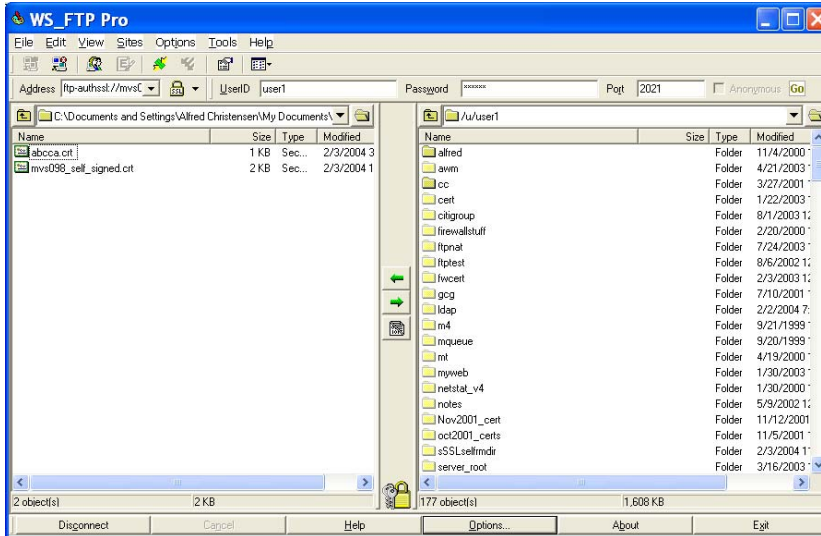 WS_FTP Pro
File Edit View Sites Options Tools Help
Address ftp-authssl://mvs UserID user1 Password ****** Port 2021 Anonymous Go
C:\Documents and Settings\Alfred Christensen\My Documents\ /u/user1
Name Size Type Modified
abcca.crt 1 KB Sec... 2/3/2004 3
mvs098_self_signed.crt 2 KB Sec... 2/3/2004 1
Name Size Type Modified
alfred Folder 11/4/2000
awm Folder 4/21/2003
cc Folder 3/27/2001
cert Folder 1/22/2003
citigroup Folder 8/1/2003 12
firewallstuff Folder 2/20/2000
ftpnat Folder 7/24/2003
ftptest Folder 8/6/2002 12
fwcert Folder 2/3/2003 12
gcg Folder 7/10/2001
ldap Folder 2/2/2004 7:
m4 Folder 9/21/1999
mqueue Folder 9/20/1999
mt Folder 4/19/2000
myweb Folder 1/30/2003
netstat_v4 Folder 1/30/2000
notes Folder 5/9/2002 12
Nov2001_cert Folder 11/12/2001
oct2001_certs Folder 11/5/2001
sSSLselfrmdir Folder 2/3/2004 1
server_root Folder 3/16/2003
2 object(s) 2 KB 177 object(s) 1,608 KB
Disconnect Cancel Help Options... About Exit